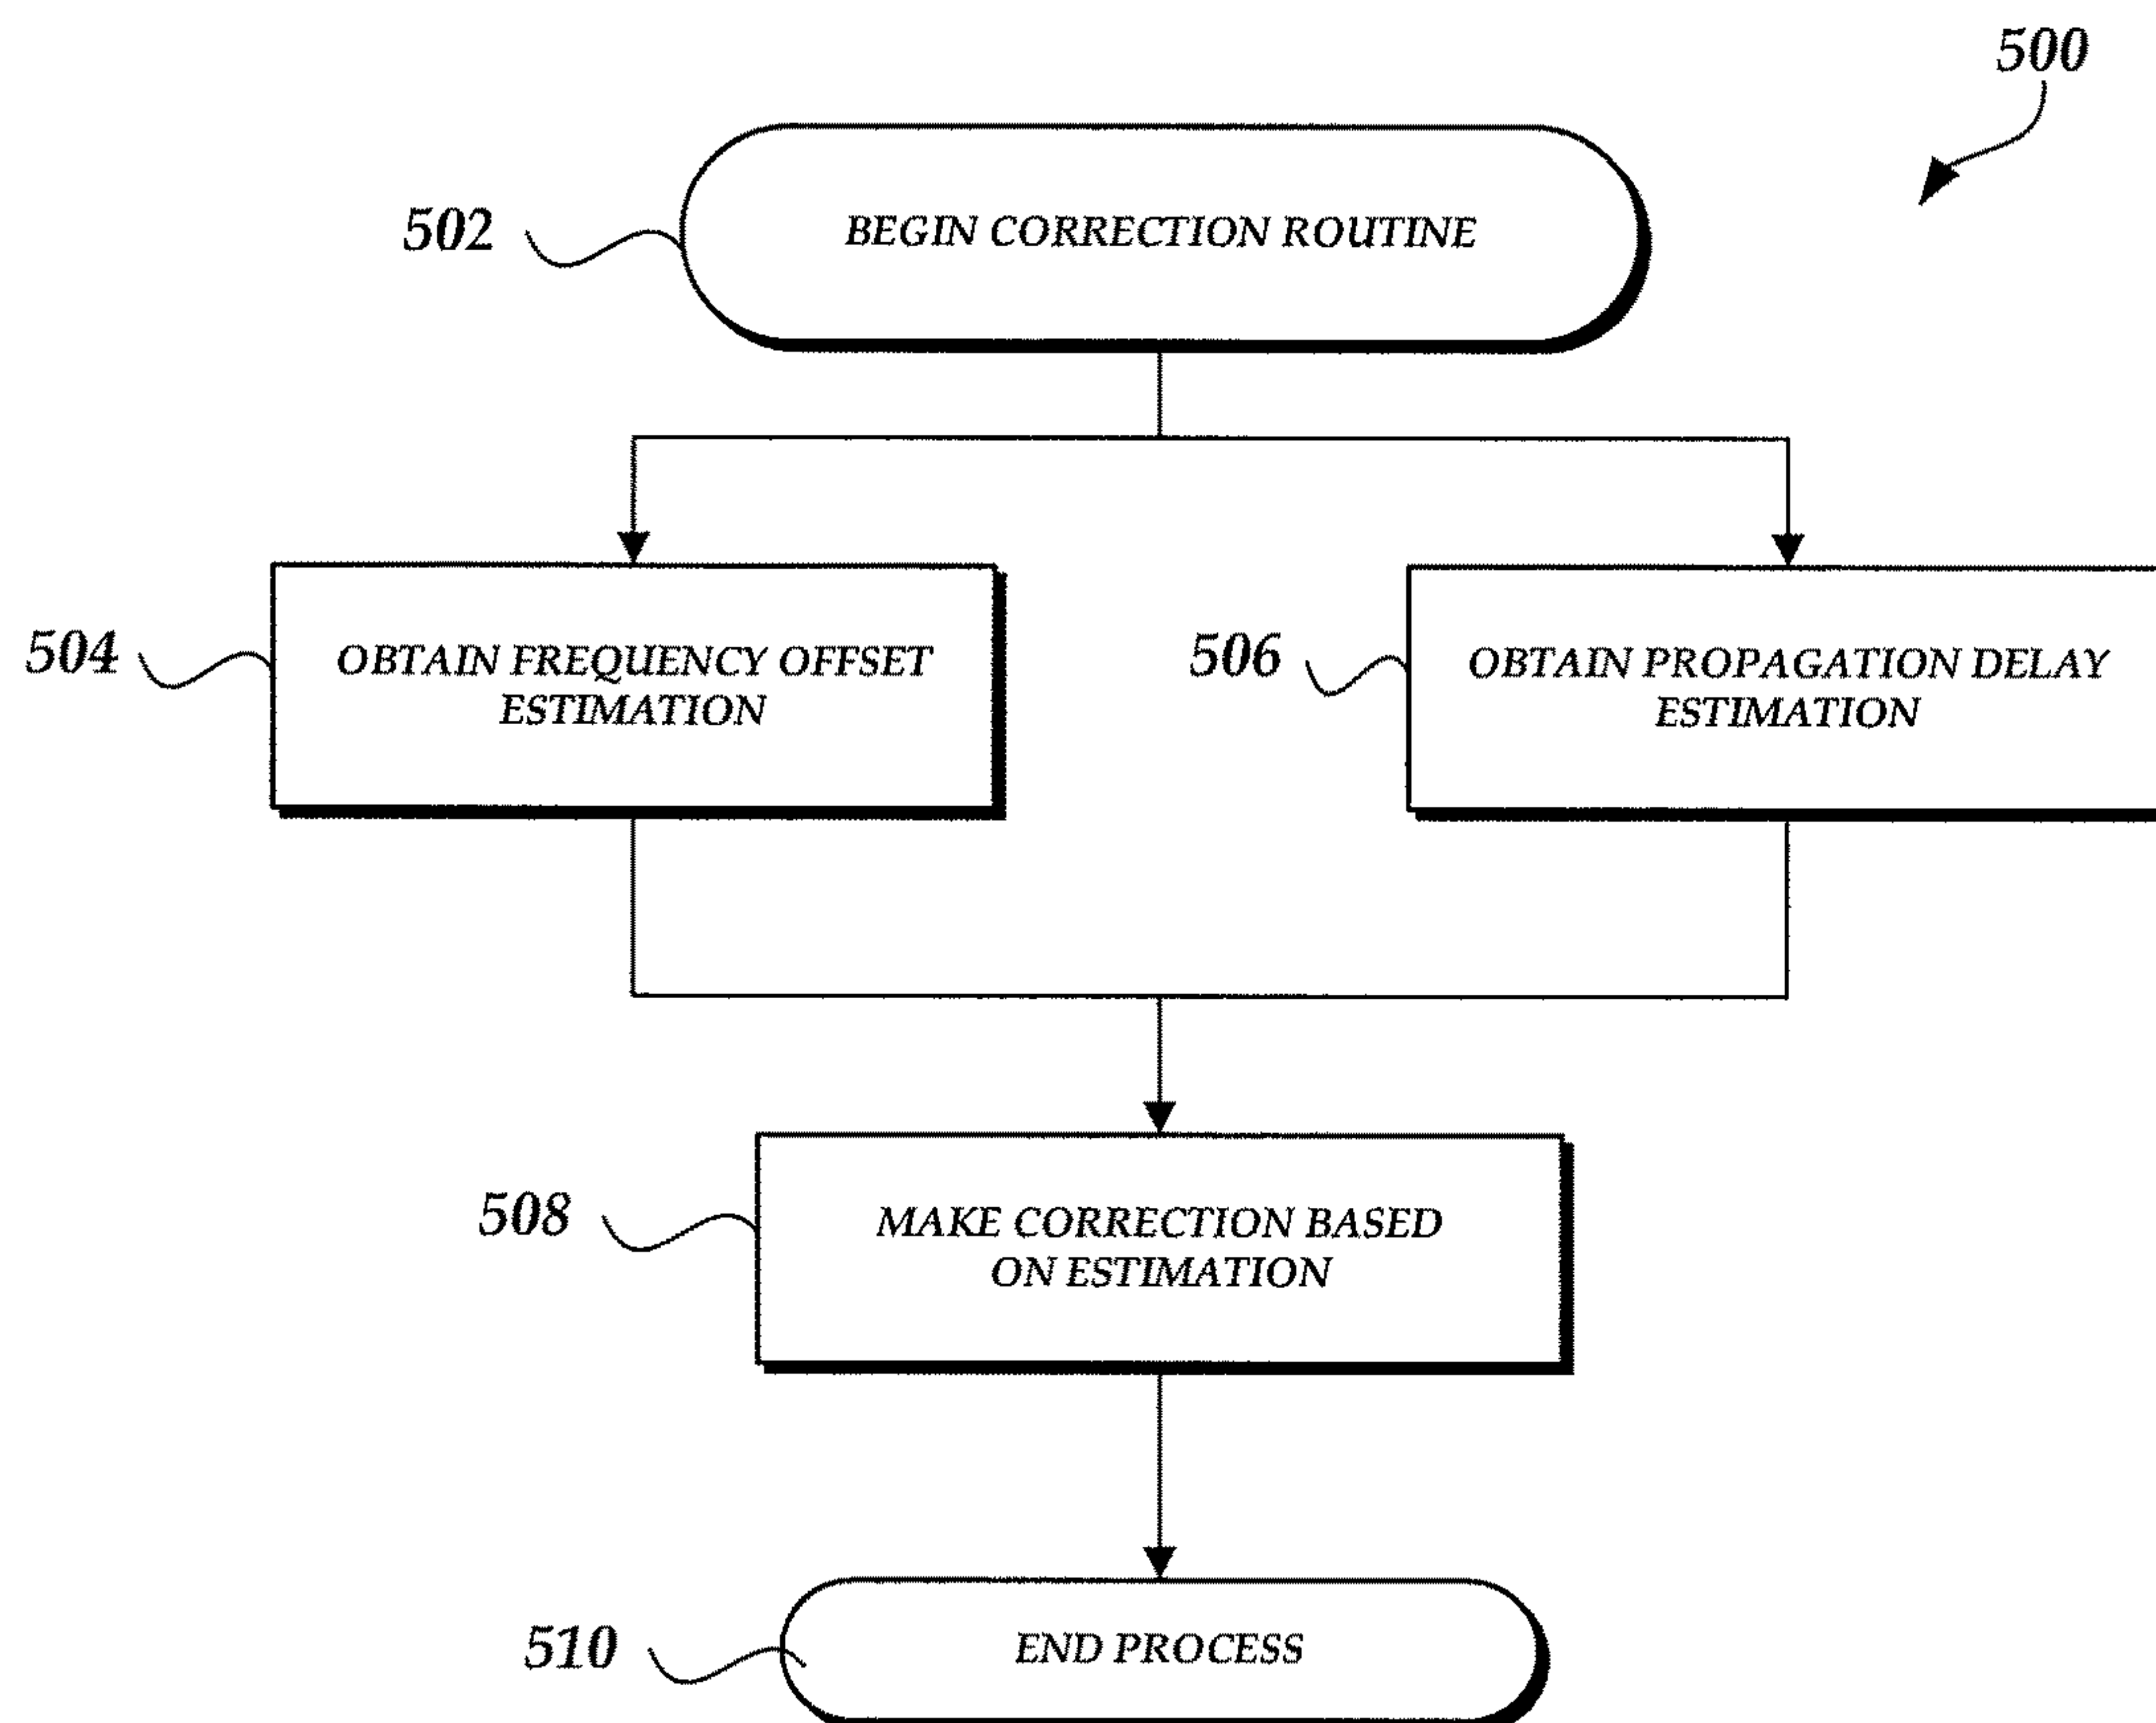 500
502
BEGIN CORRECTION ROUTINE
504
OBTAIN FREQUENCY OFFSET
ESTIMATION
506
OBTAIN PROPAGATION DELAY
ESTIMATION
508
MAKE CORRECTION BASED
ON ESTIMATION
510
END PROCESS